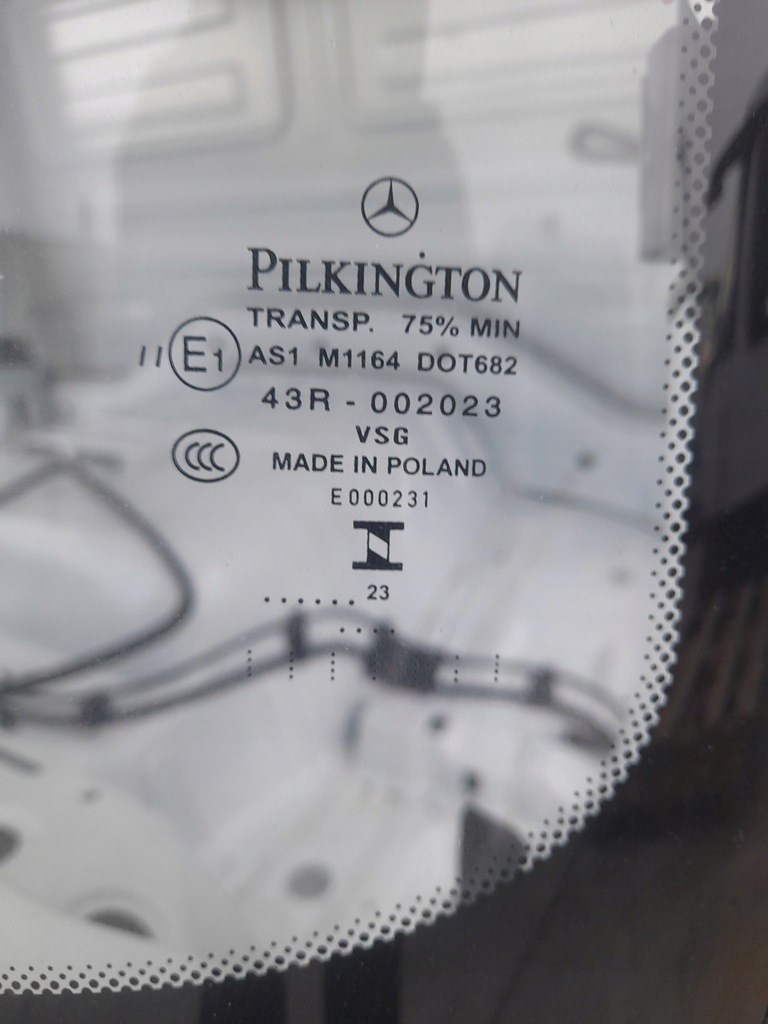 PILKINGTON
TRANSP. 75% MIN
II E1 AS1 M1164 DOT682
43R - 002023
VSG
CCC MADE IN POLAND
E000231
23